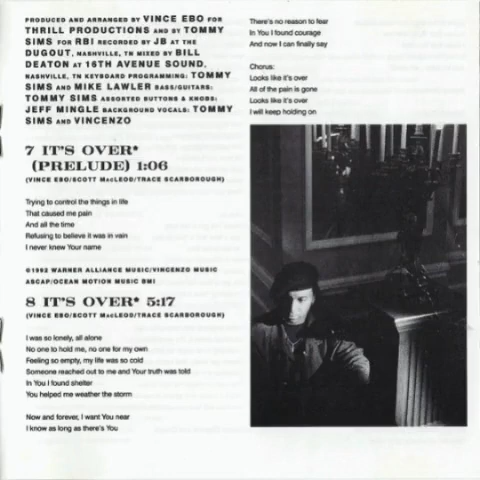 PRODUCED AND ARRANGED BY VINCE EBO FOR
THRILL PRODUCTIONS AND BY TOMMY
SIMS FOR RBI RECORDED BY JB AT THE
DUGOUT, NASHVILLE, TN MIXED BY BILL
DEATON AT 16TH AVENUE SOUND,
NASHVILLE, TN KEYBOARD PROGRAMMING: TOMMY
SIMS AND MIKE LAWLER BASS/GUITARS:
TOMMY SIMS ASSORTED BUTTONS & KNOBS:
JEFF MINGLE BACKGROUND VOCALS: TOMMY
SIMS AND VINCENZO
7 IT'S OVER*
(PRELUDE) 1:06
(VINCE EBO/SCOTT MacLEOD/TRACE SCARBOROUGH)
Trying to control the things in life
That caused me pain
And all the time
Refusing to believe it was in vain
I never knew Your name
©1992 WARNER ALLIANCE MUSIC/VINCENZO MUSIC
ASCAP/OCEAN MOTION MUSIC BMI
8 IT'S OVER* 5:17
(VINCE EBO/SCOTT MacLEOD/TRACE SCARBOROUGH)
I was so lonely, all alone
No one to hold me, no one for my own
Feeling so empty, my life was so cold
Someone reached out to me and Your truth was told
In You I found shelter
You helped me weather the storm
Now and forever, I want You near
I know as long as there's You
There's no reason to fear
In You I found courage
And now I can finally say
Chorus:
Looks like it's over
All of the pain is gone
Looks like it's over
I will keep holding on